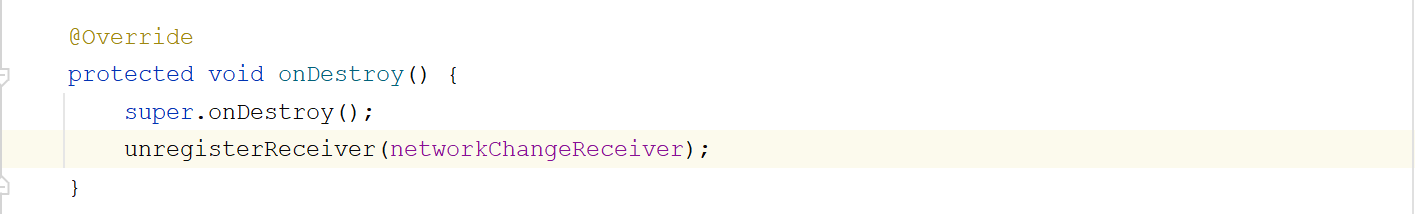 @Override
protected void onDestroy() {
super.onDestroy();
unregisterReceiver(networkChangeReceiver);
}